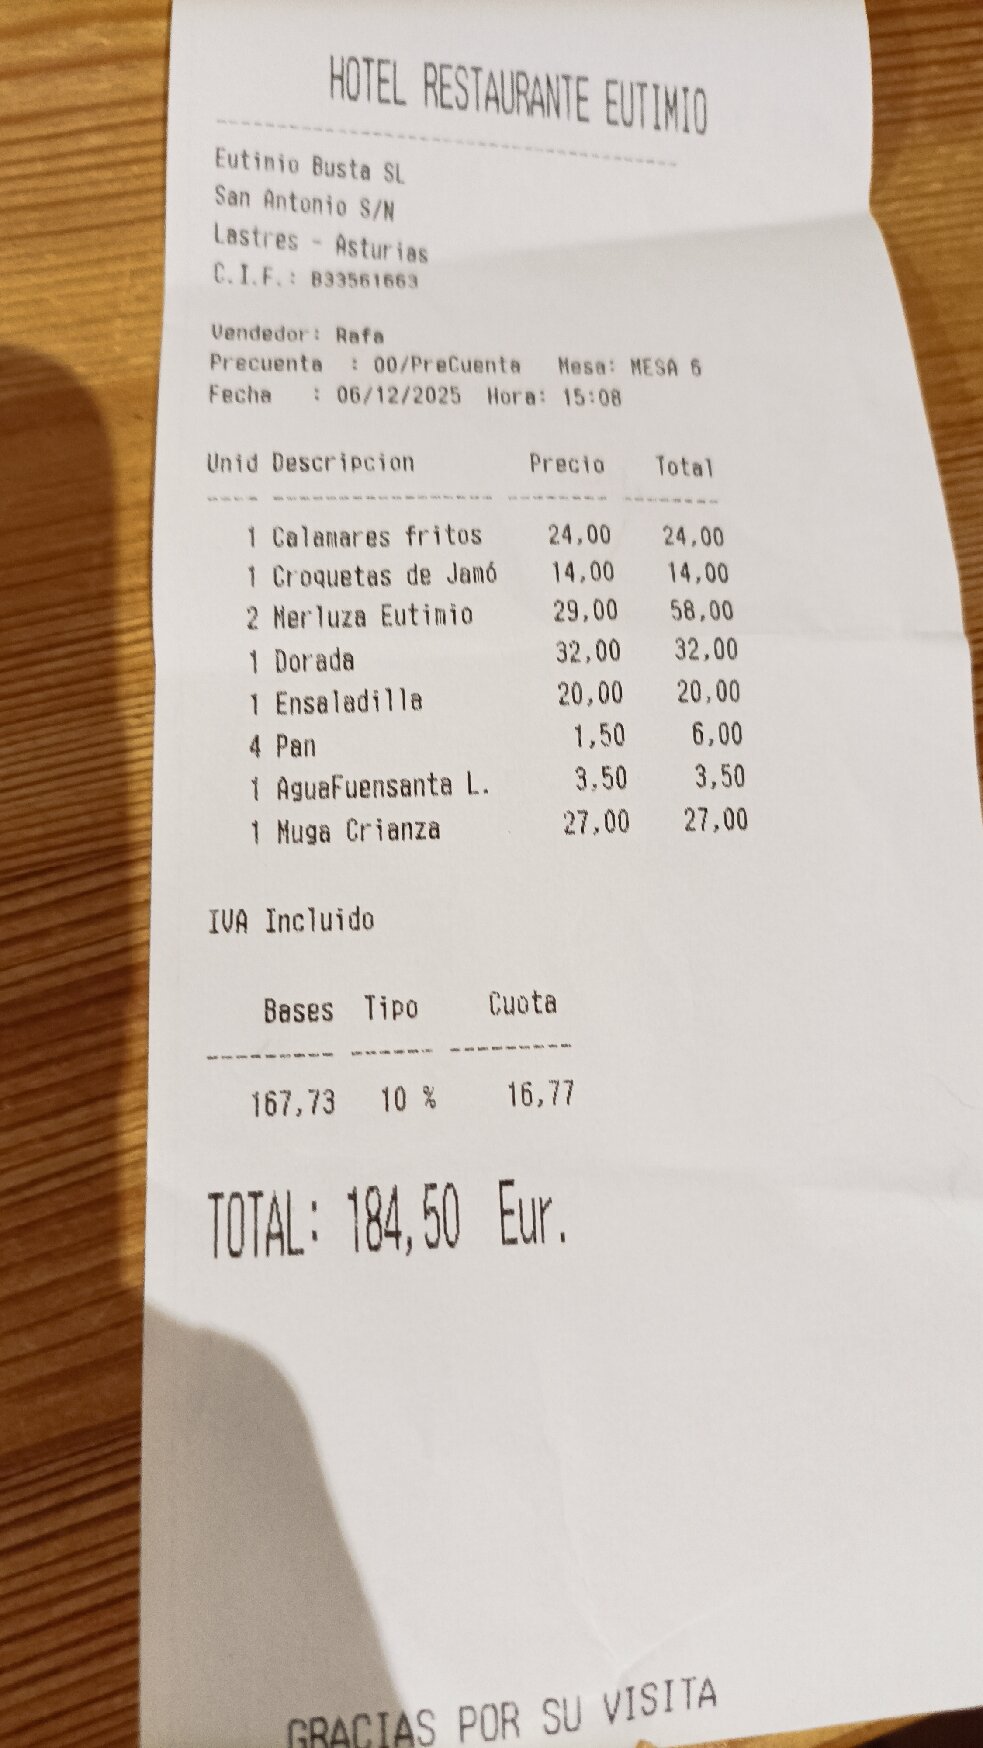 HOTEL RESTAURANTE EUTIMIO
Eutinio Busta SL
San Antonio S/N
Lastres - Asturias
C.I.F.: B33561663
Vendedor: Rafa
Precuenta : 00/PreCuenta Mesa: MESA 6
Fecha : 06/12/2025 Hora: 15:08
Unid Descripcion Precio Total
1 Calamares fritos 24,00 24,00
1 Croquetas de Jamó 14,00 14,00
2 Merluza Eutimio 29,00 58,00
1 Dorada 32,00 32,00
1 Ensaladilla 20,00 20,00
4 Pan 1,50 6,00
1 AguaFuensanta L. 3,50 3,50
1 Muga Crianza 27,00 27,00
IVA Incluido
Bases Tipo Cuota
167,73 10 % 16,77
TOTAL: 184,50 Eur.
GRACIAS POR SU VISITA